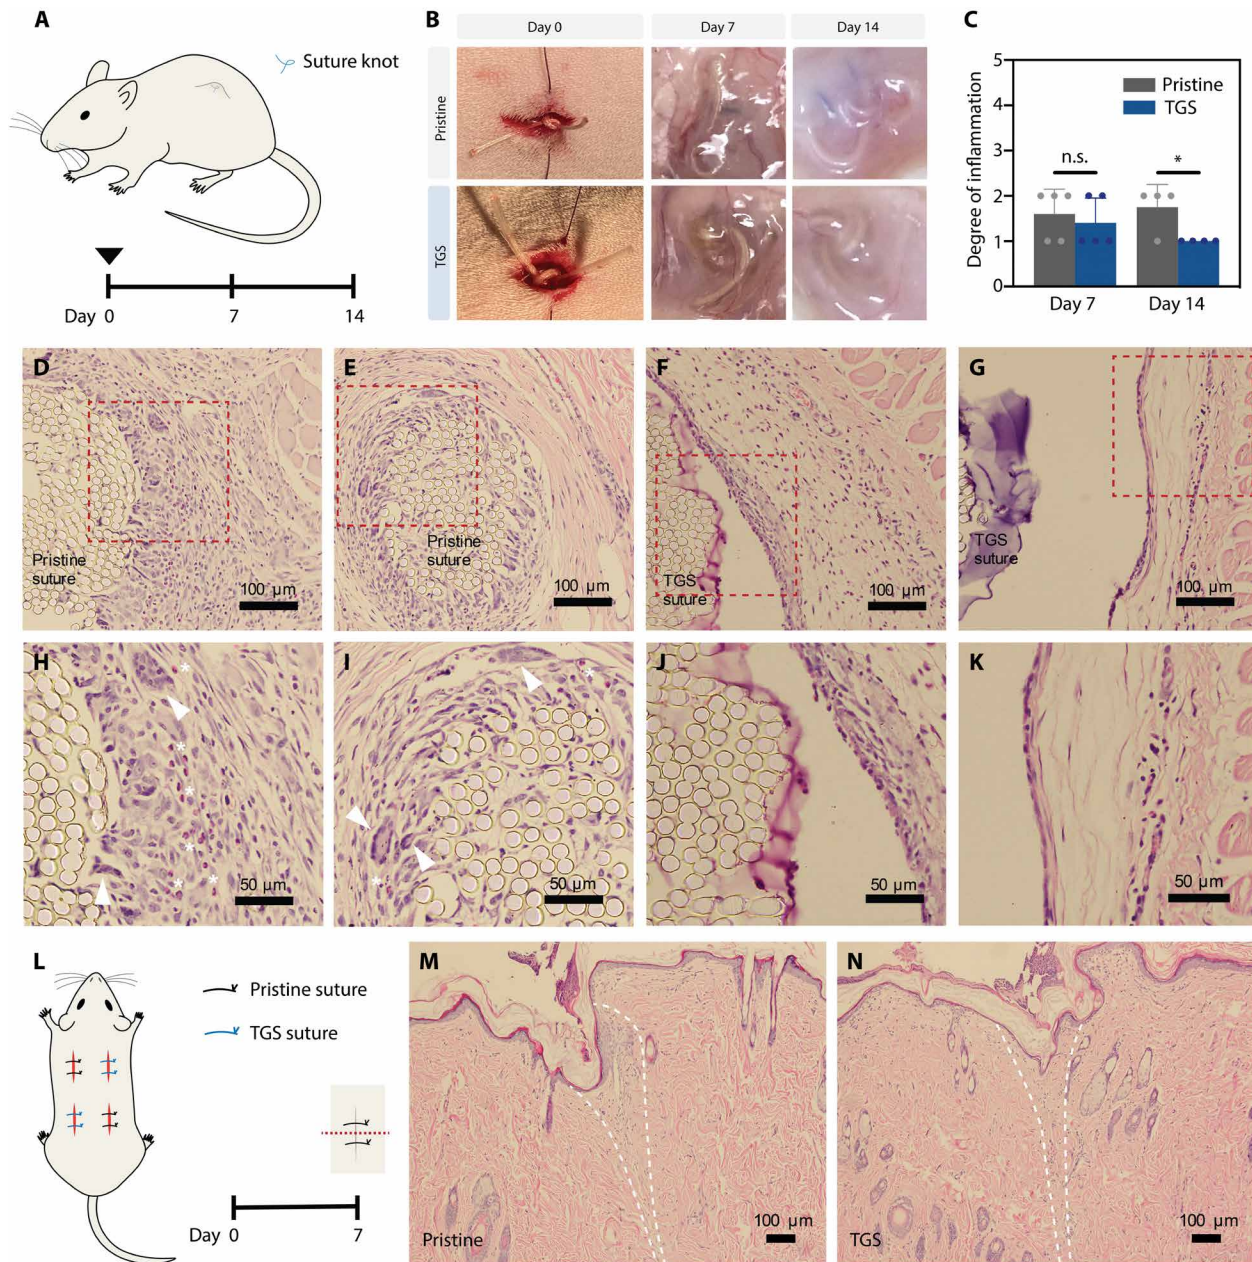 A
Suture knot
Day 0 7 14
B
Day 0 Day 7 Day 14
Pristine
TGS
C
Degree of inflammation
5
4
3
2
1
0
Pristine
TGS
n.s.
*
Day 7 Day 14
D
Pristine
suture
100 µm
E
Pristine
suture
100 µm
F
TGS
suture
100 µm
G
TGS
suture
100 µm
H
* * * * * *
50 µm
I
* *
50 µm
J
50 µm
K
50 µm
L
Pristine suture
TGS suture
Day 0 7
M
Pristine
100 µm
N
TGS
100 µm